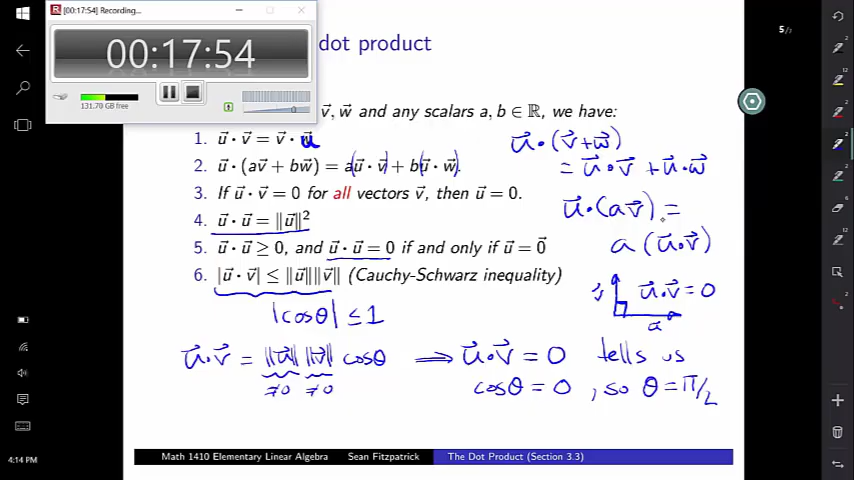 [00:17:54] Recording...
00:17:54
131.78 GB free
dot product
5/
v⃗, w⃗ and any scalars a, b ∈ ℝ, we have:
1. u⃗ · v⃗ = v⃗ · u
2. u⃗ · (av⃗ + bw⃗) = a(u⃗ · v⃗) + b(u⃗ · w⃗).
3. If u⃗ · v⃗ = 0 for all vectors v⃗, then u⃗ = 0.
4. u⃗ · u⃗ = ‖u⃗‖²
5. u⃗ · u⃗ ≥ 0, and u⃗ · u⃗ = 0 if and only if u⃗ = 0⃗
6. |u⃗ · v⃗| ≤ ‖u⃗‖‖v⃗‖ (Cauchy-Schwarz inequality)
u⃗·(v⃗+w⃗)
= u⃗·v⃗ + u⃗·w⃗
u⃗·(av⃗) =
a(u⃗·v⃗)
u⃗·v⃗ = 0
|cosθ| ≤ 1
u⃗·v⃗ = ‖u⃗‖ ‖v⃗‖ cosθ ⟹ u⃗·v⃗ = 0 tells us
≠0 ≠0 cosθ = 0, so θ = π/2
4:14 PM
Math 1410 Elementary Linear Algebra Sean Fitzpatrick The Dot Product (Section 3.3)